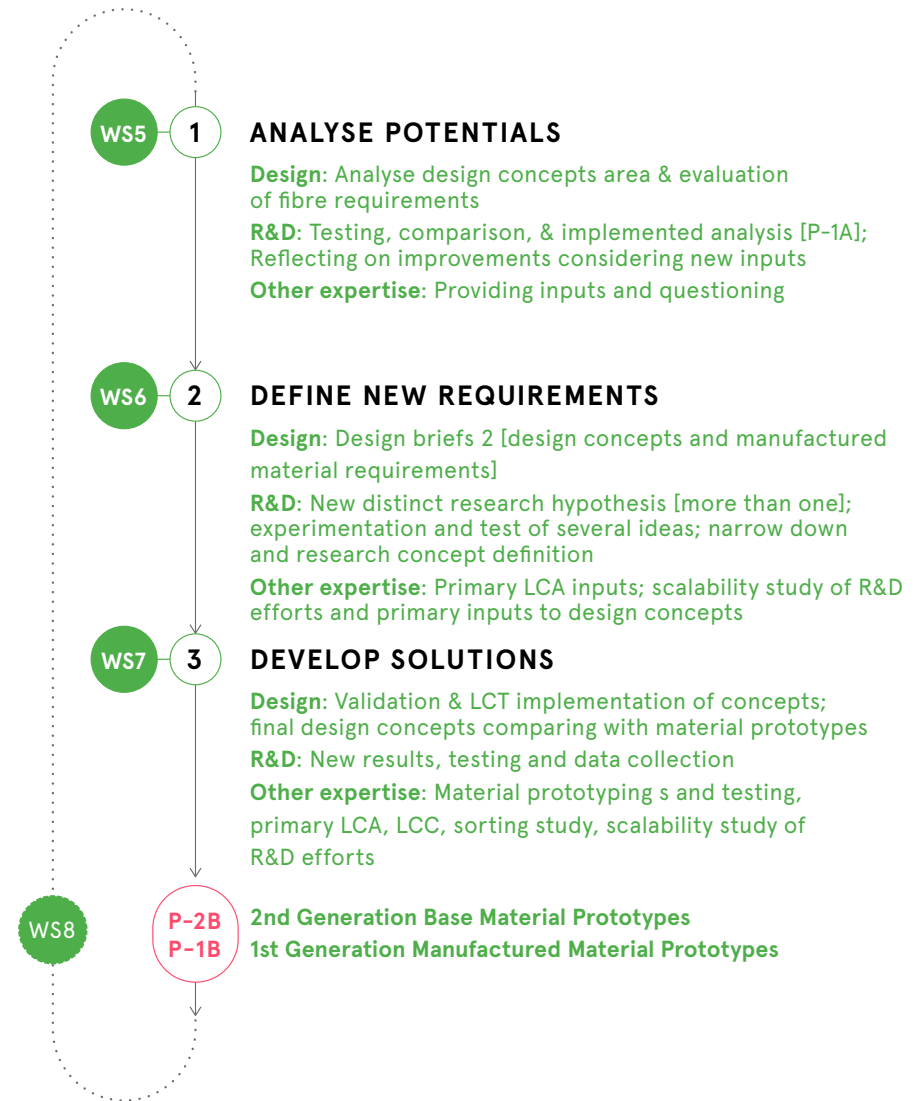 WS5
1
ANALYSE POTENTIALS
Design: Analyse design concepts area & evaluation
of fibre requirements
R&D: Testing, comparison, & implemented analysis [P-1A];
Reflecting on improvements considering new inputs
Other expertise: Providing inputs and questioning
WS6
2
DEFINE NEW REQUIREMENTS
Design: Design briefs 2 [design concepts and manufactured
material requirements]
R&D: New distinct research hypothesis [more than one];
experimentation and test of several ideas; narrow down
and research concept definition
Other expertise: Primary LCA inputs; scalability study of R&D
efforts and primary inputs to design concepts
WS7
3
DEVELOP SOLUTIONS
Design: Validation & LCT implementation of concepts;
final design concepts comparing with material prototypes
R&D: New results, testing and data collection
Other expertise: Material prototyping s and testing,
primary LCA, LCC, sorting study, scalability study of
R&D efforts
WS8
P-2B
P-1B
2nd Generation Base Material Prototypes
1st Generation Manufactured Material Prototypes